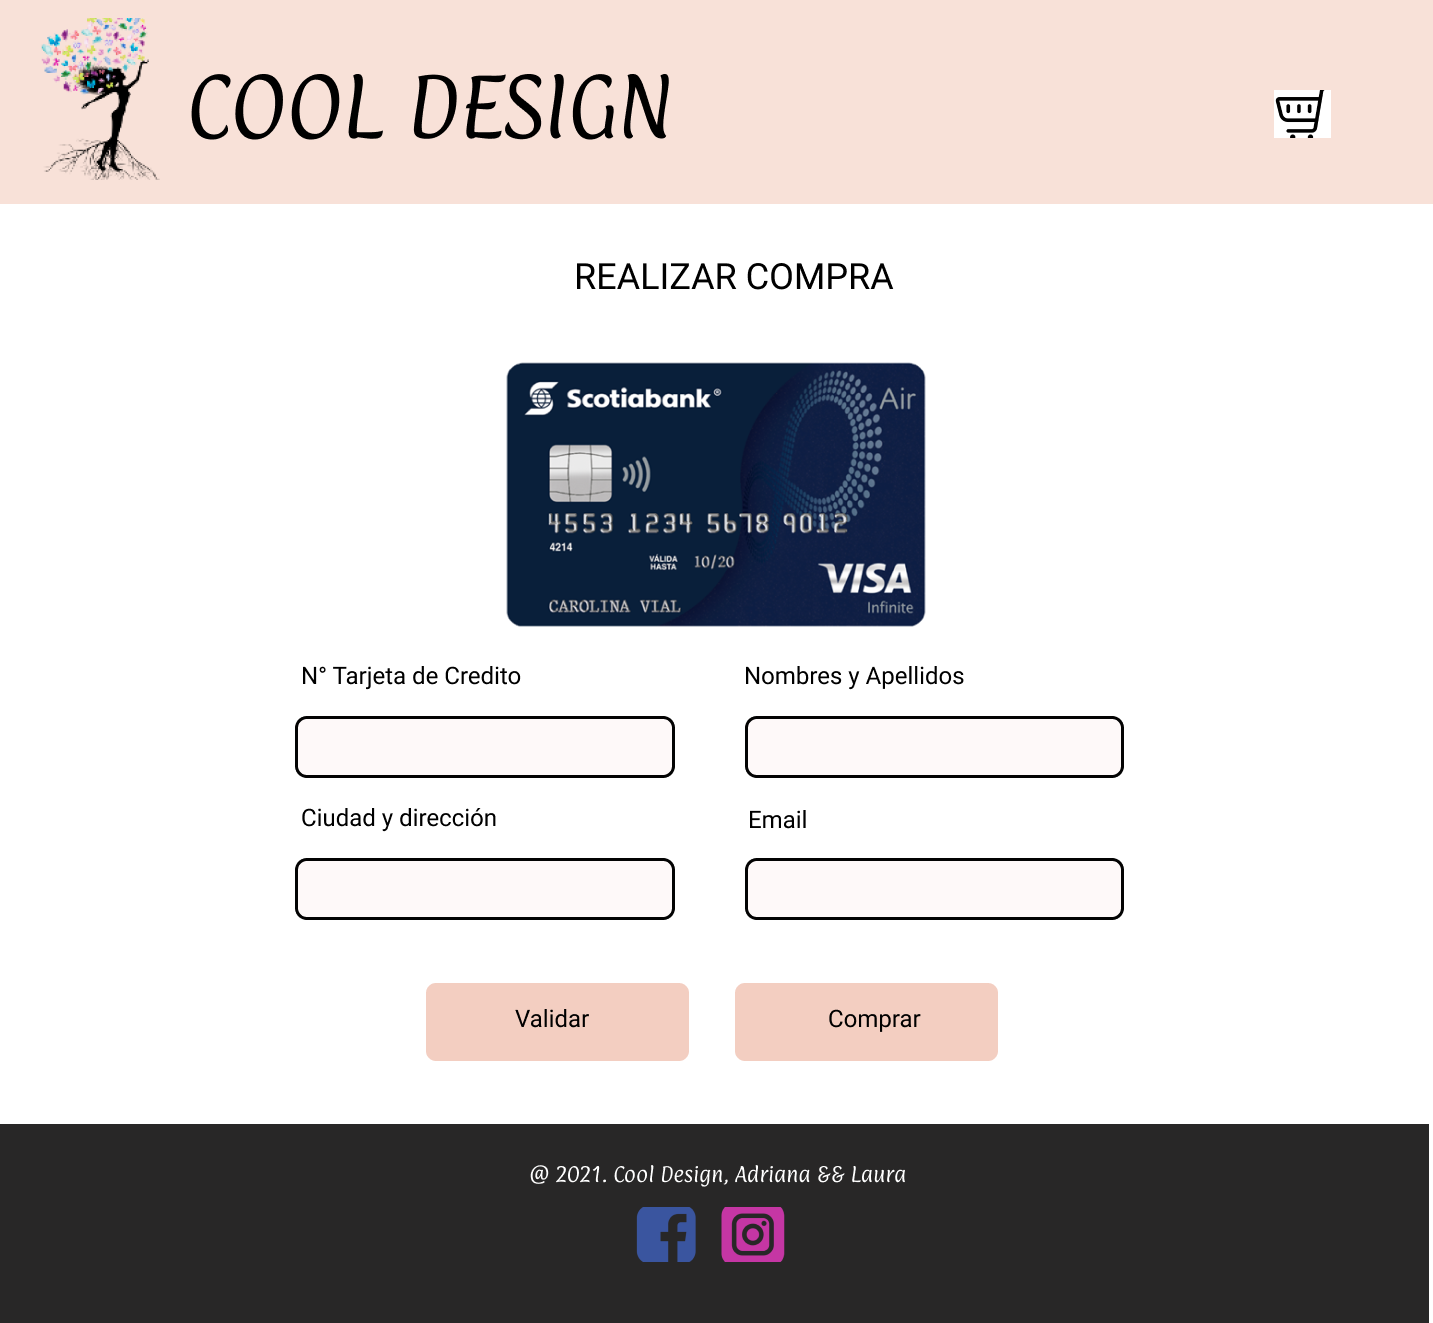 COOL DESIGN
REALIZAR COMPRA
Scotiabank®
Air
4553 1234 5678 9012
4214
VÁLIDA HASTA 10/20
VISA
Infinite
CAROLINA VIAL
N° Tarjeta de Credito
Nombres y Apellidos
Ciudad y dirección
Email
Validar
Comprar
@ 2021. Cool Design, Adriana && Laura